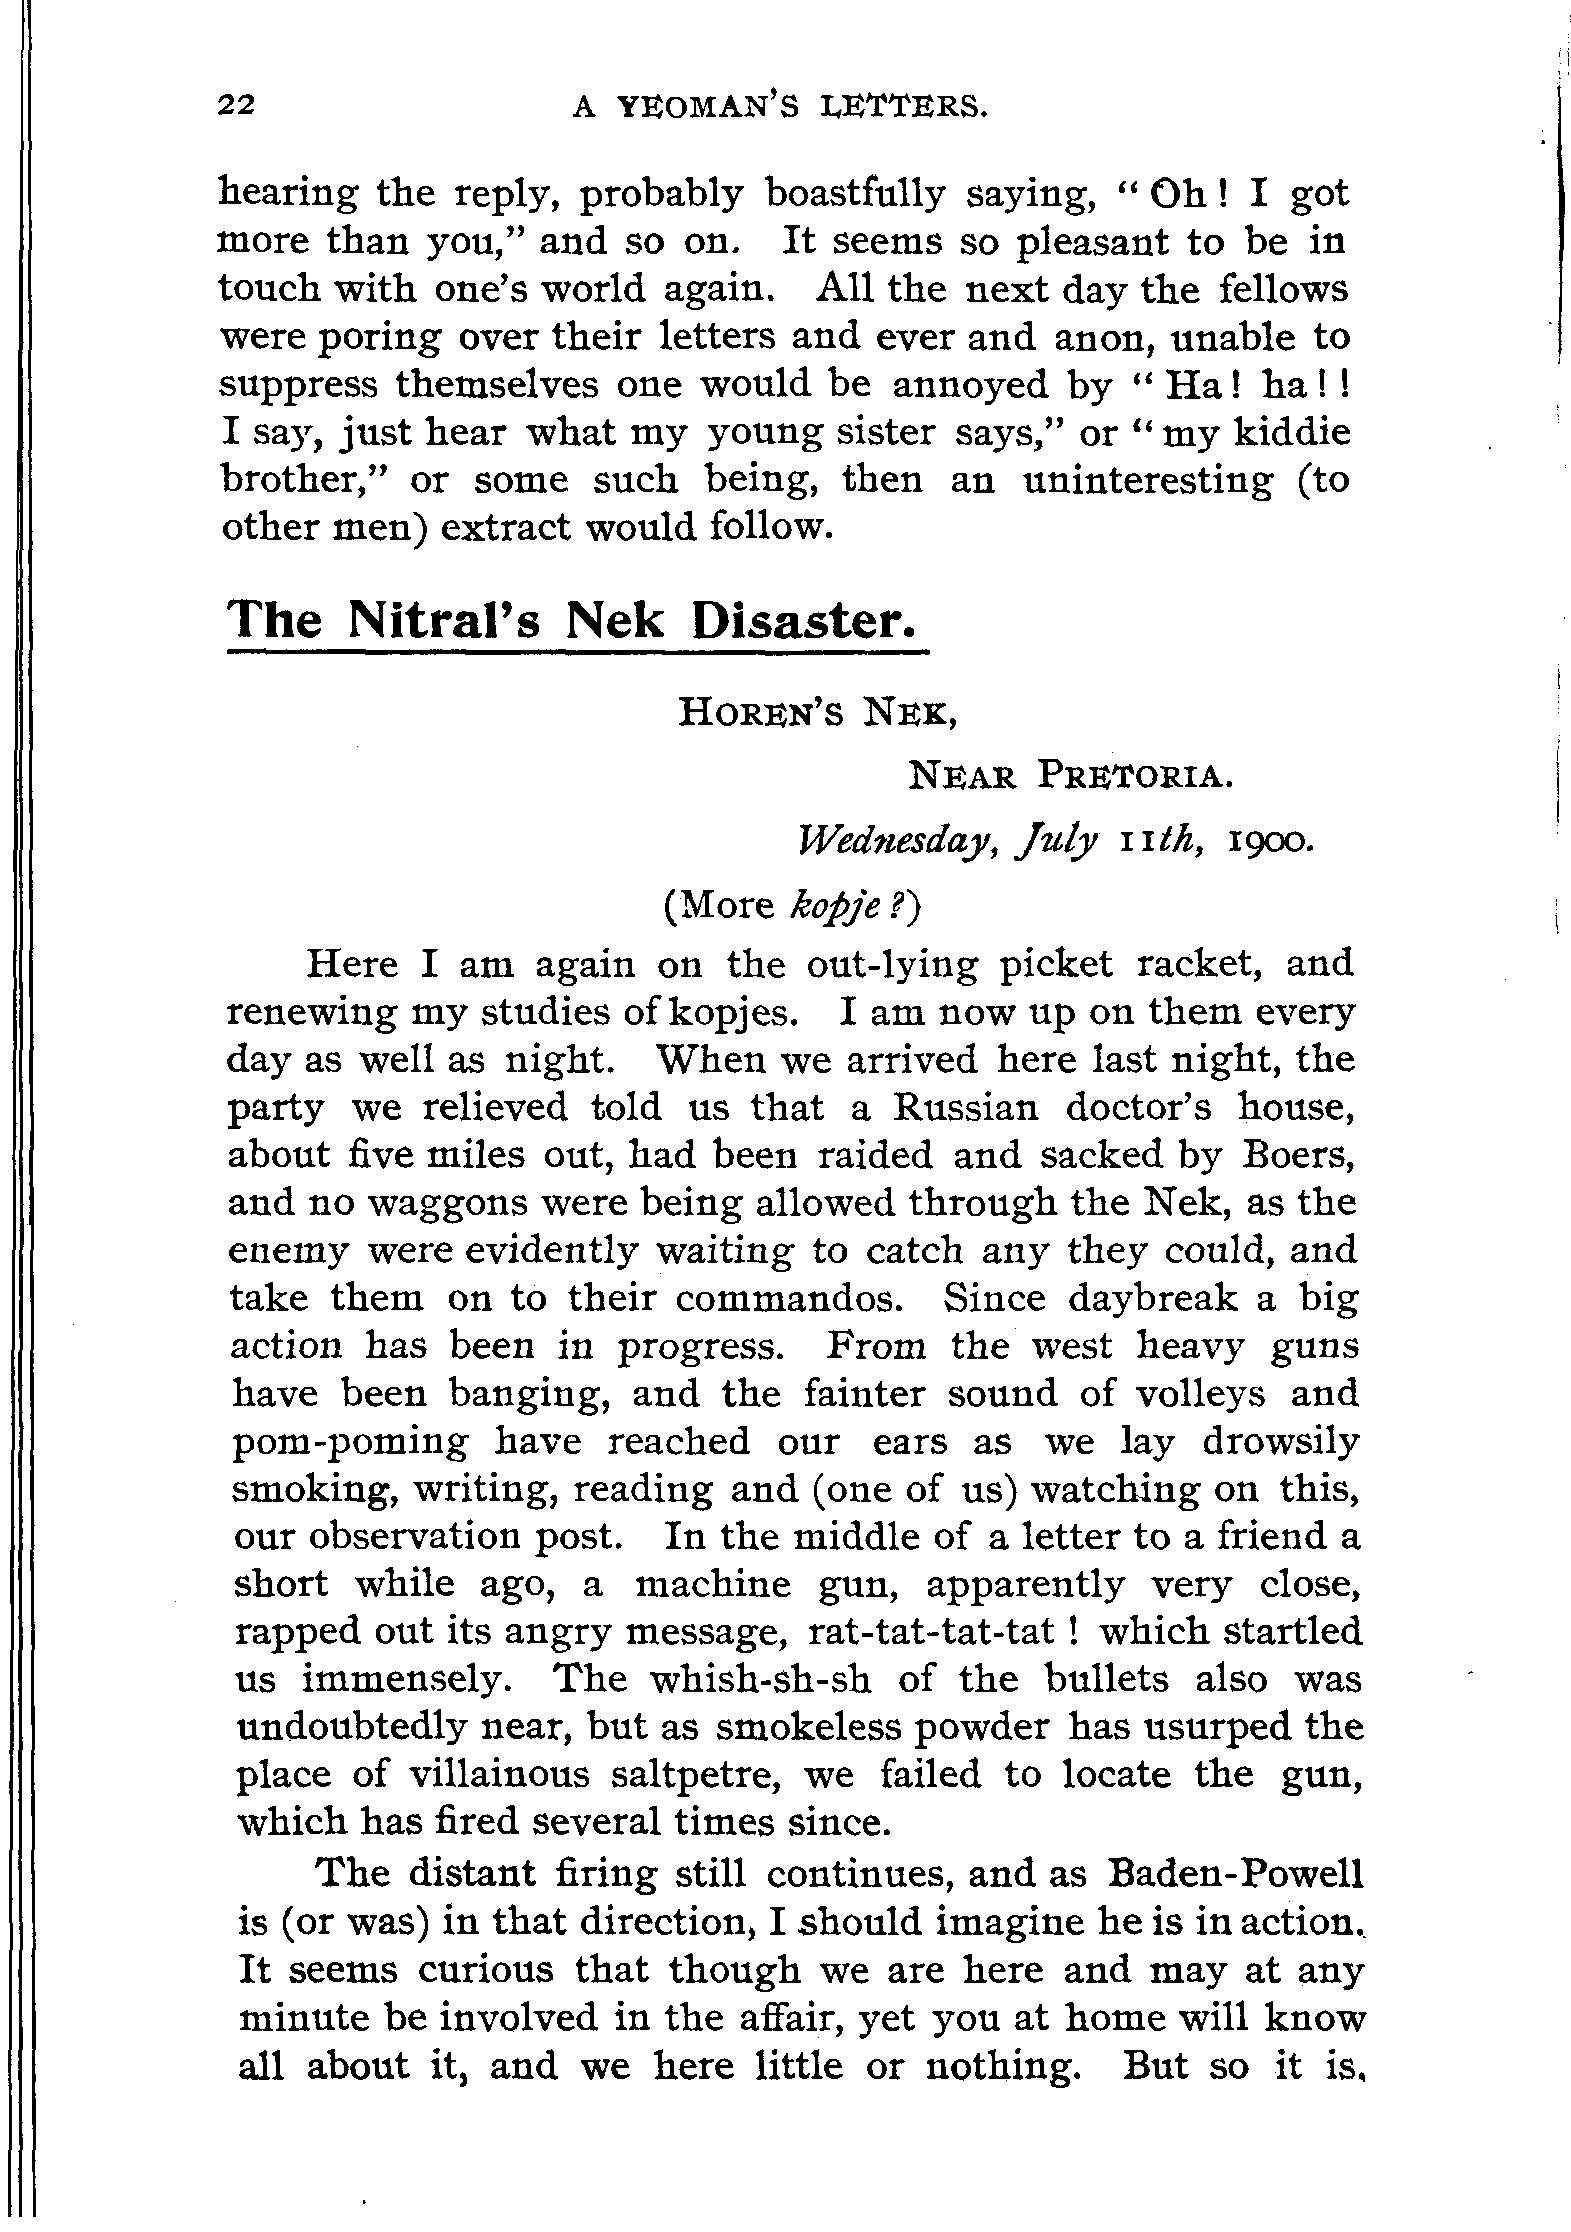 22 A YEOMAN'S LETTERS.
hearing the reply, probably boastfully saying, “ Oh ! I got
more than you,” and so on. It seems so pleasant to be in
touch with one's world again. All the next day the fellows
were poring over their letters and ever and anon, unable to
suppress themselves one would be annoyed by “ Ha ! ha ! !
I say, just hear what my young sister says,” or “ my kiddie
brother,” or some such being, then an uninteresting (to
other men) extract would follow.
The Nitral's Nek Disaster.
HOREN'S NEK,
NEAR PRETORIA.
Wednesday, July 11th, 1900.
(More kopje ?)
Here I am again on the out-lying picket racket, and
renewing my studies of kopjes. I am now up on them every
day as well as night. When we arrived here last night, the
party we relieved told us that a Russian doctor's house,
about five miles out, had been raided and sacked by Boers,
and no waggons were being allowed through the Nek, as the
enemy were evidently waiting to catch any they could, and
take them on to their commandos. Since daybreak a big
action has been in progress. From the west heavy guns
have been banging, and the fainter sound of volleys and
pom-poming have reached our ears as we lay drowsily
smoking, writing, reading and (one of us) watching on this,
our observation post. In the middle of a letter to a friend a
short while ago, a machine gun, apparently very close,
rapped out its angry message, rat-tat-tat-tat ! which startled
us immensely. The whish-sh-sh of the bullets also was
undoubtedly near, but as smokeless powder has usurped the
place of villainous saltpetre, we failed to locate the gun,
which has fired several times since.
The distant firing still continues, and as Baden-Powell
is (or was) in that direction, I should imagine he is in action.
It seems curious that though we are here and may at any
minute be involved in the affair, yet you at home will know
all about it, and we here little or nothing. But so it is,